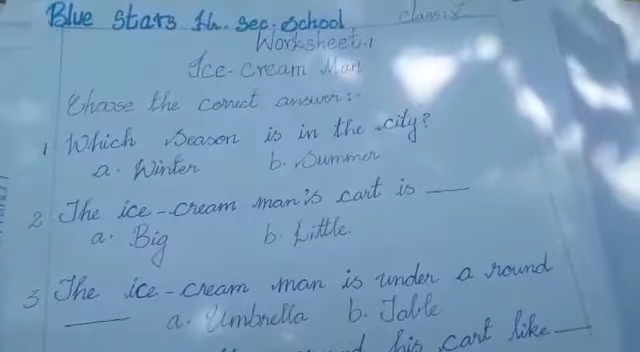 Blue Stars Hr. Sec. School Class: V
Worksheet-1
Ice-Cream Man
Choose the correct answer:-
1 Which season is in the city?
a. Winter b. Summer
2 The ice-cream man's cart is ___
a. Big b. Little.
3 The ice-cream man is under a round
___ a. Umbrella b. Table
his cart like ___